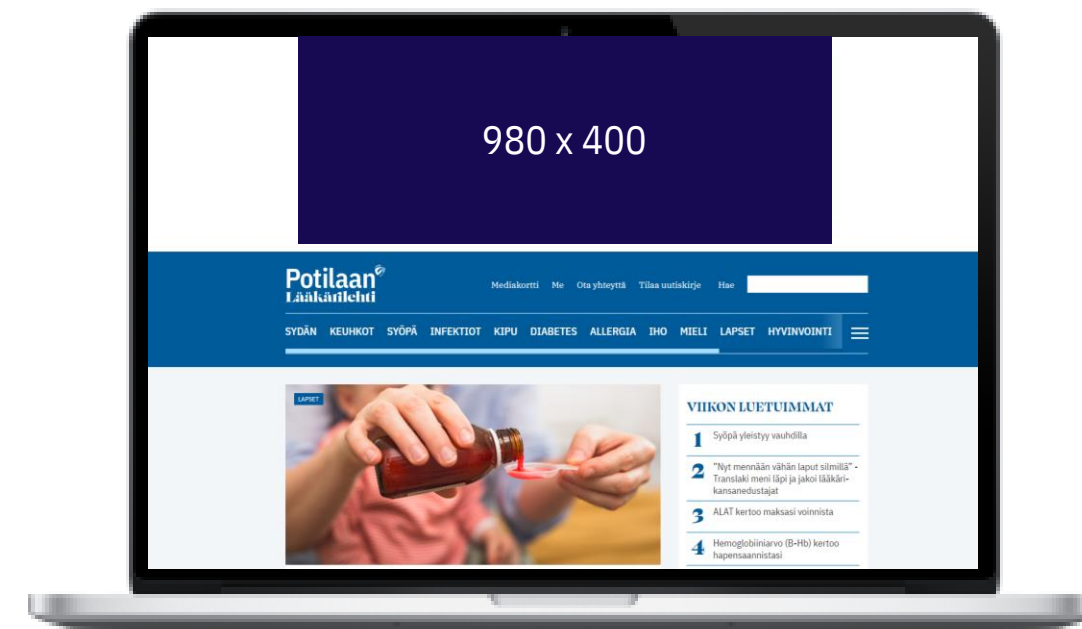 980 x 400
Potilaan
Lääkärilehti
Mediakortti Me Ota yhteyttä Tilaa uutiskirje Hae
SYDÄN KEUHKOT SYÖPÄ INFEKTIOT KIPU DIABETES ALLERGIA IHO MIELI LAPSET HYVINVOINTI
LAPSET
VIIKON LUETUIMMAT
1 Syöpä yleistyy vauhdilla
2 "Nyt mennään vähän laput silmillä" -
Translaki meni läpi ja jakoi lääkäri-
kansanedustajat
3 ALAT kertoo maksasi voinnista
4 Hemoglobiiniarvo (B-Hb) kertoo
hapensaannistasi